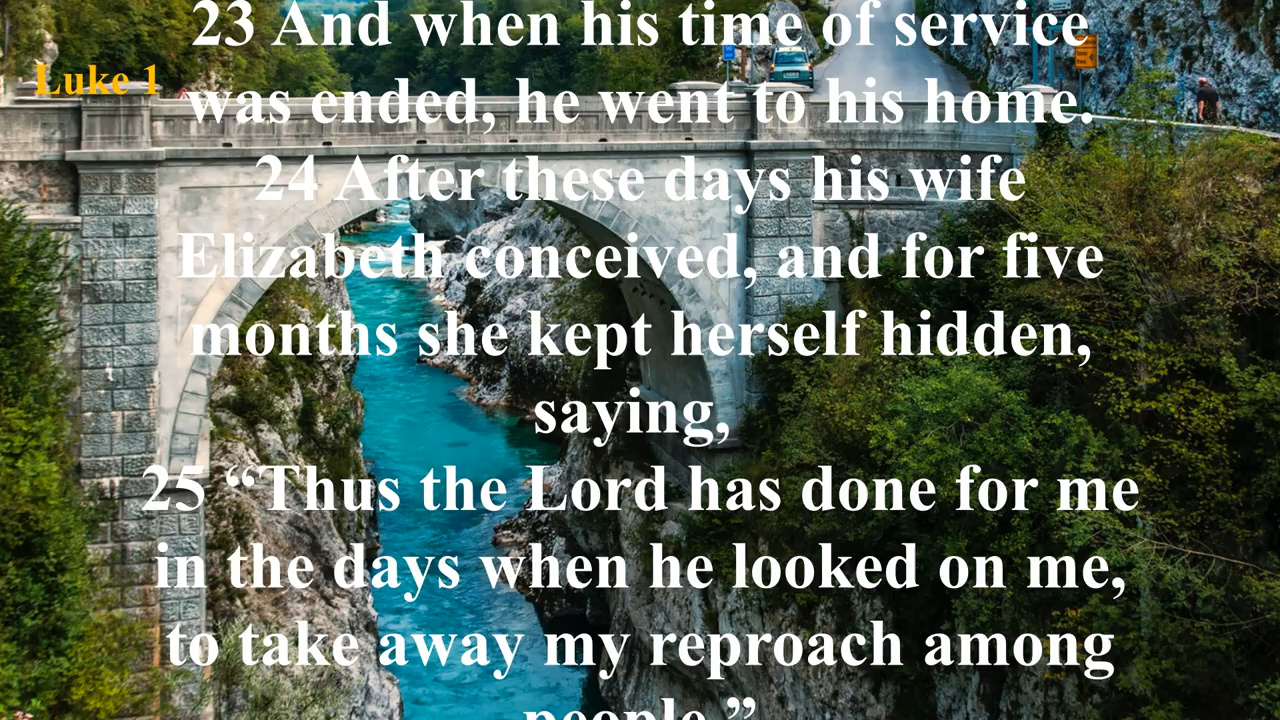 Luke 1
23 And when his time of service
was ended, he went to his home.
24 After these days his wife
Elizabeth conceived, and for five
months she kept herself hidden,
saying,
25 “Thus the Lord has done for me
in the days when he looked on me,
to take away my reproach among
people.”